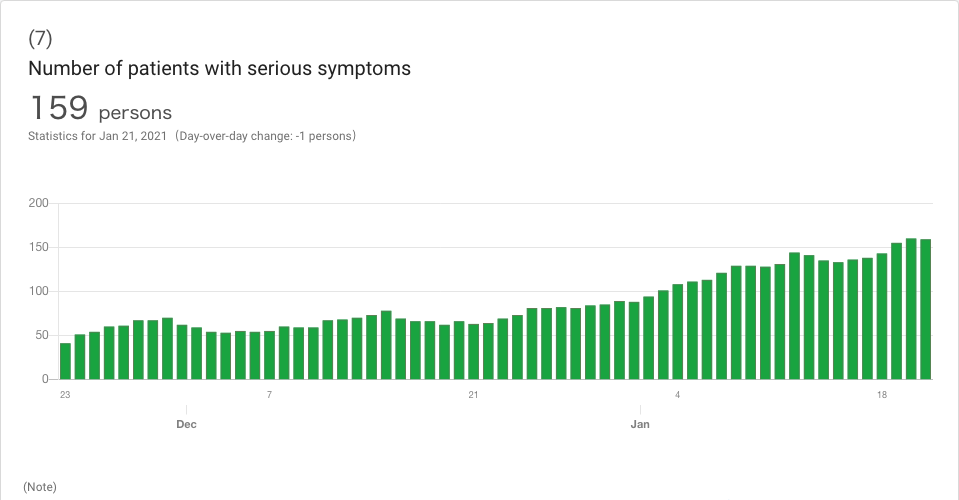 (7)
Number of patients with serious symptoms
159 persons
Statistics for Jan 21, 2021 (Day-over-day change: -1 persons)
200
150
100
50
0
23 7 21 4 18
Dec Jan
(Note)